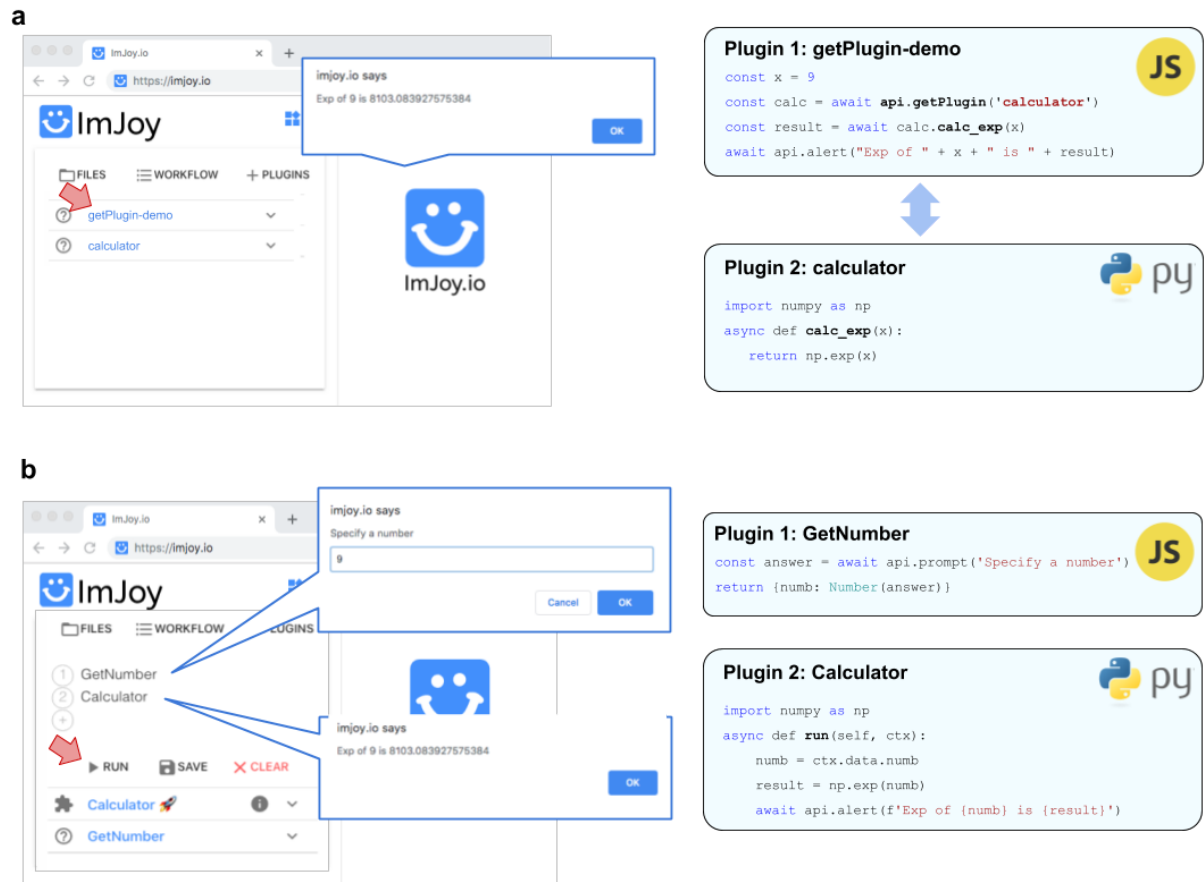 a
ImJoy.io × +
https://imjoy.io
ImJoy
FILES WORKFLOW + PLUGINS
getPlugin-demo
calculator
imjoy.io says
Exp of 9 is 8103.083927575384
OK
ImJoy.io
Plugin 1: getPlugin-demo
JS
const x = 9
const calc = await api.getPlugin('calculator')
const result = await calc.calc_exp(x)
await api.alert("Exp of " + x + " is " + result)
Plugin 2: calculator
py
import numpy as np
async def calc_exp(x):
return np.exp(x)
b
ImJoy.io × +
https://imjoy.io
ImJoy
FILES WORKFLOW LUGINS
1 GetNumber
2 Calculator
+
RUN SAVE × CLEAR
Calculator 🚀
GetNumber
imjoy.io says
Specify a number
9
Cancel OK
imjoy.io says
Exp of 9 is 8103.083927575384
OK
Plugin 1: GetNumber
JS
const answer = await api.prompt('Specify a number')
return {numb: Number(answer)}
Plugin 2: Calculator
py
import numpy as np
async def run(self, ctx):
numb = ctx.data.numb
result = np.exp(numb)
await api.alert(f'Exp of {numb} is {result}')